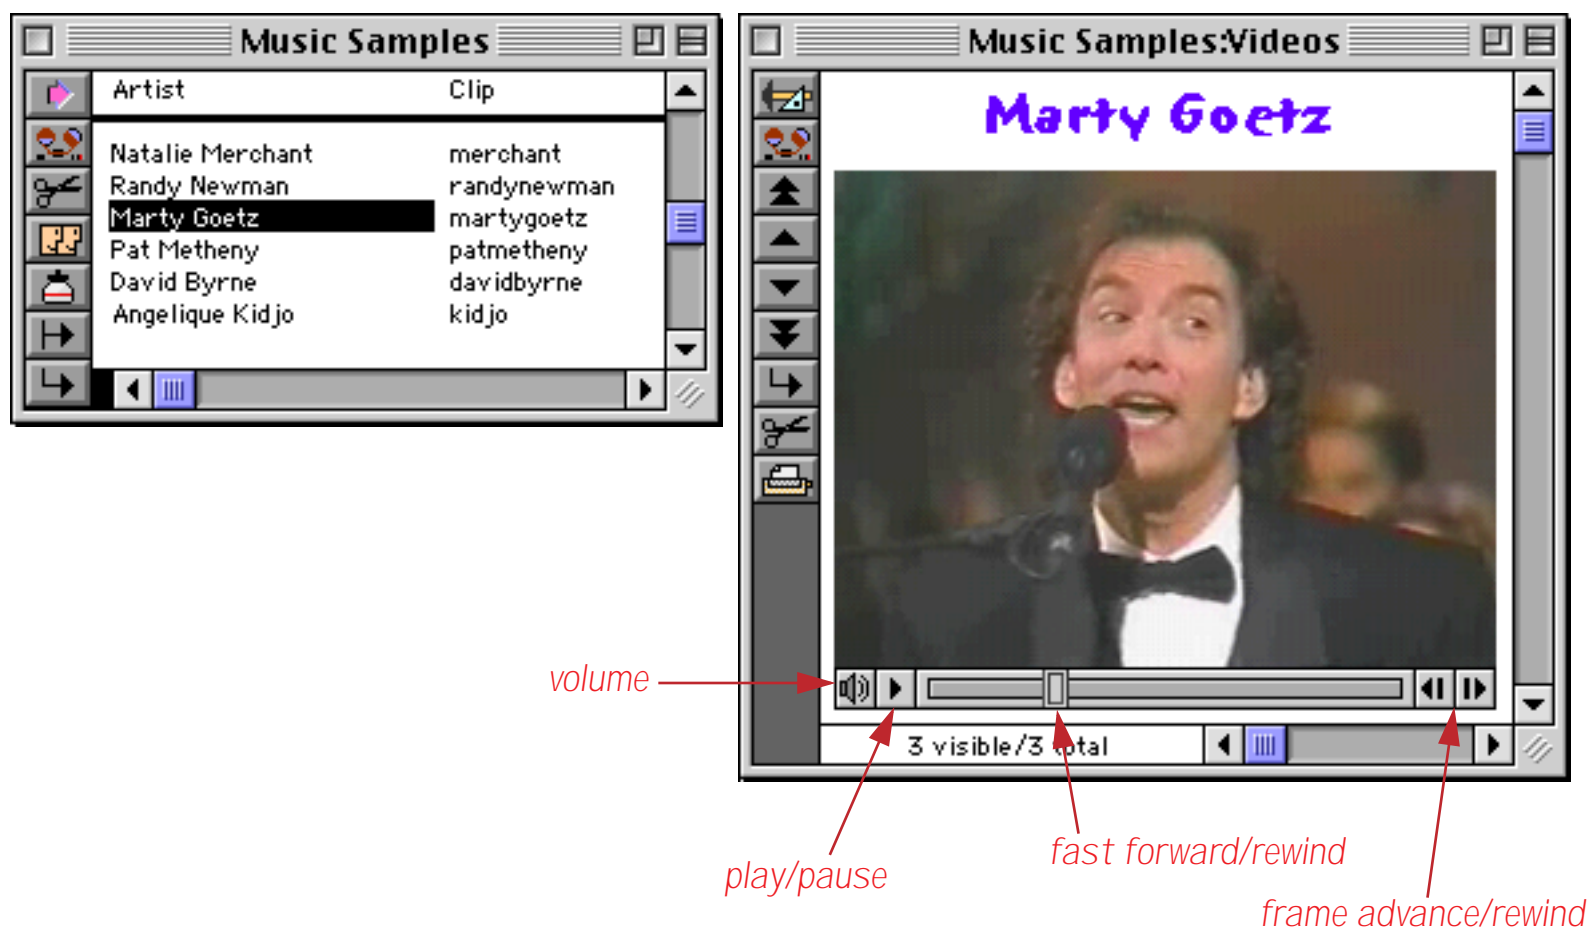 Music Samples
Artist Clip
Natalie Merchant merchant
Randy Newman randynewman
Marty Goetz martygoetz
Pat Metheny patmetheny
David Byrne davidbyrne
Angelique Kidjo kidjo
Music Samples:Videos
Marty Goetz
3 visible/3 total
volume
play/pause
fast forward/rewind
frame advance/rewind